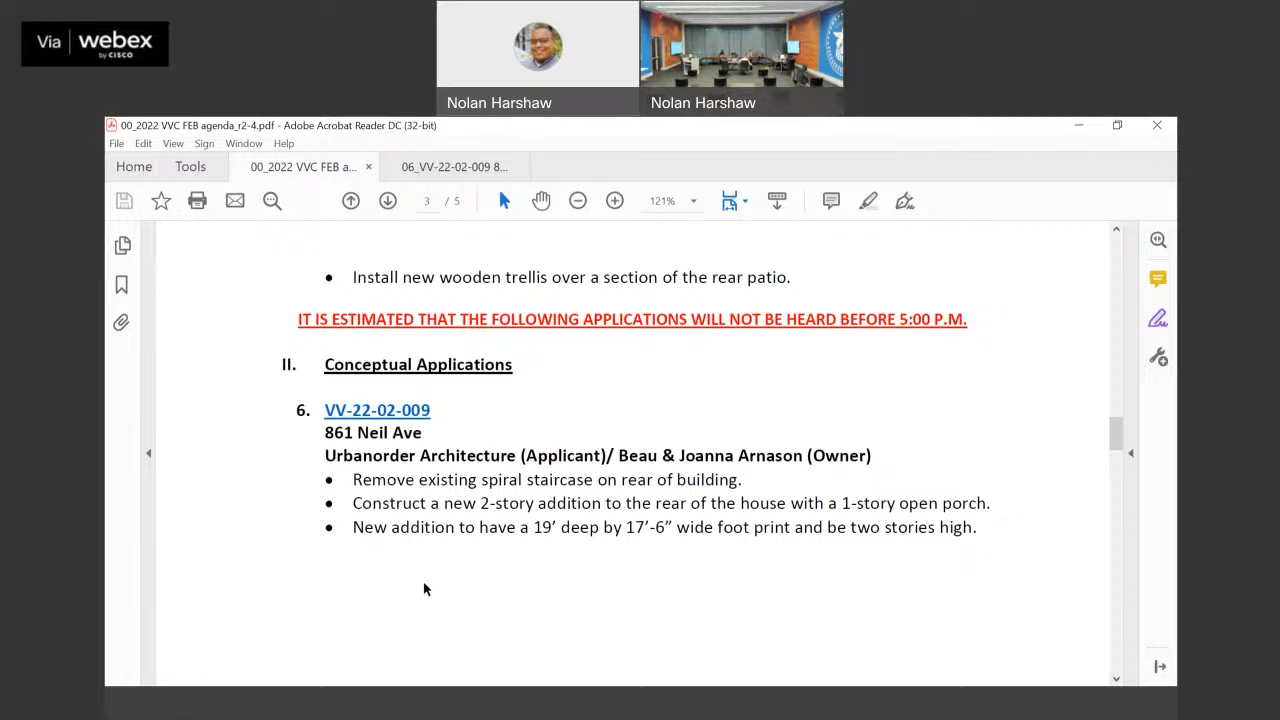 Via webex
by CISCO
Nolan Harshaw
Nolan Harshaw
00_2022 VVC FEB agenda_r2-4.pdf - Adobe Acrobat Reader DC (32-bit)
File Edit View Sign Window Help
Home Tools 00_2022 VVC FEB a... 06_VV-22-02-009 8...
3 / 5 121%
• Install new wooden trellis over a section of the rear patio.
IT IS ESTIMATED THAT THE FOLLOWING APPLICATIONS WILL NOT BE HEARD BEFORE 5:00 P.M.
II. Conceptual Applications
6. VV-22-02-009
861 Neil Ave
Urbanorder Architecture (Applicant)/ Beau & Joanna Arnason (Owner)
• Remove existing spiral staircase on rear of building.
• Construct a new 2-story addition to the rear of the house with a 1-story open porch.
• New addition to have a 19’ deep by 17’-6” wide foot print and be two stories high.